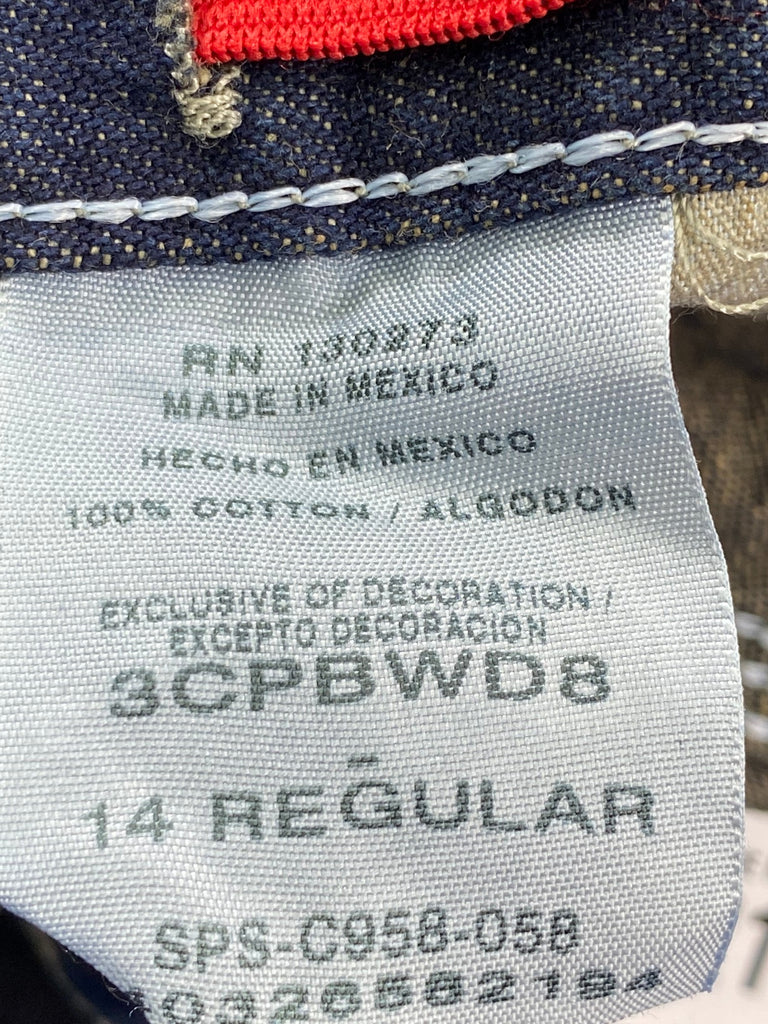 RN 130273
MADE IN MEXICO
HECHO EN MEXICO
100% COTTON / ALGODON
EXCLUSIVE OF DECORATION /
EXCEPTO DECORACION
3CPBWD8
-
14 REGULAR
SPS-C958-058
0326582194